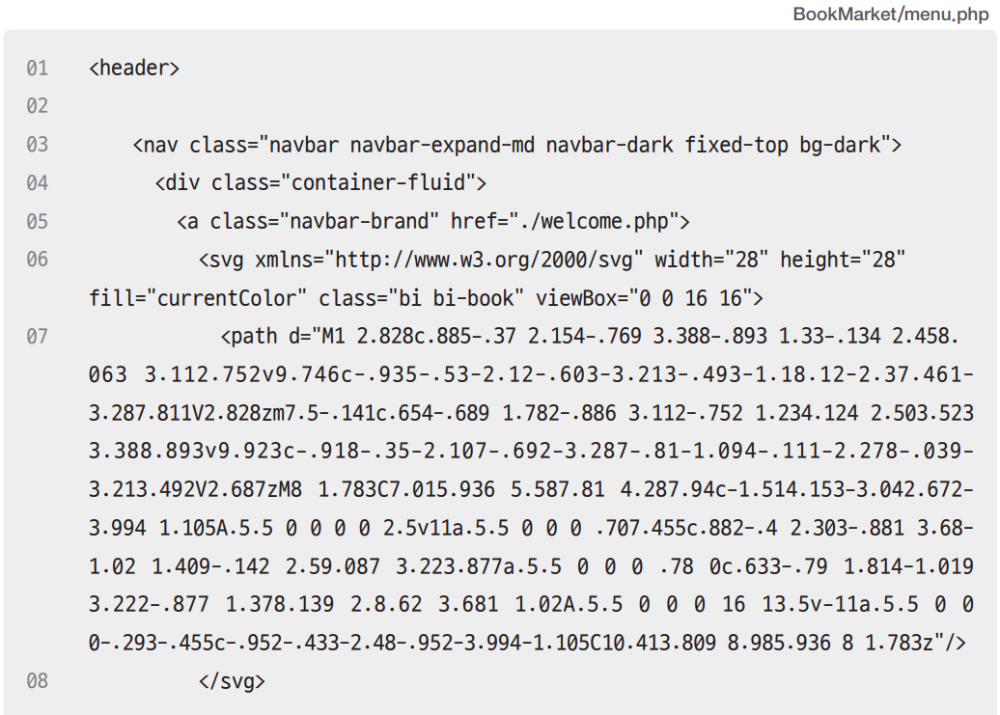 BookMarket/menu.php
01 <header>
02
03 <nav class="navbar navbar-expand-md navbar-dark fixed-top bg-dark">
04 <div class="container-fluid">
05 <a class="navbar-brand" href="./welcome.php">
06 <svg xmlns="http://www.w3.org/2000/svg" width="28" height="28"
fill="currentColor" class="bi bi-book" viewBox="0 0 16 16">
07 <path d="M1 2.828c.885-.37 2.154-.769 3.388-.893 1.33-.134 2.458.
063 3.112.752v9.746c-.935-.53-2.12-.603-3.213-.493-1.18.12-2.37.461-
3.287.811V2.828zm7.5-.141c.654-.689 1.782-.886 3.112-.752 1.234.124 2.503.523
3.388.893v9.923c-.918-.35-2.107-.692-3.287-.81-1.094-.111-2.278-.039-
3.213.492V2.687zM8 1.783C7.015.936 5.587.81 4.287.94c-1.514.153-3.042.672-
3.994 1.105A.5.5 0 0 0 0 2.5v11a.5.5 0 0 0 .707.455c.882-.4 2.303-.881 3.68-
1.02 1.409-.142 2.59.087 3.223.877a.5.5 0 0 0 .78 0c.633-.79 1.814-1.019
3.222-.877 1.378.139 2.8.62 3.681 1.02A.5.5 0 0 0 16 13.5v-11a.5.5 0 0
0-.293-.455c-.952-.433-2.48-.952-3.994-1.105C10.413.809 8.985.936 8 1.783z"/>
08 </svg>